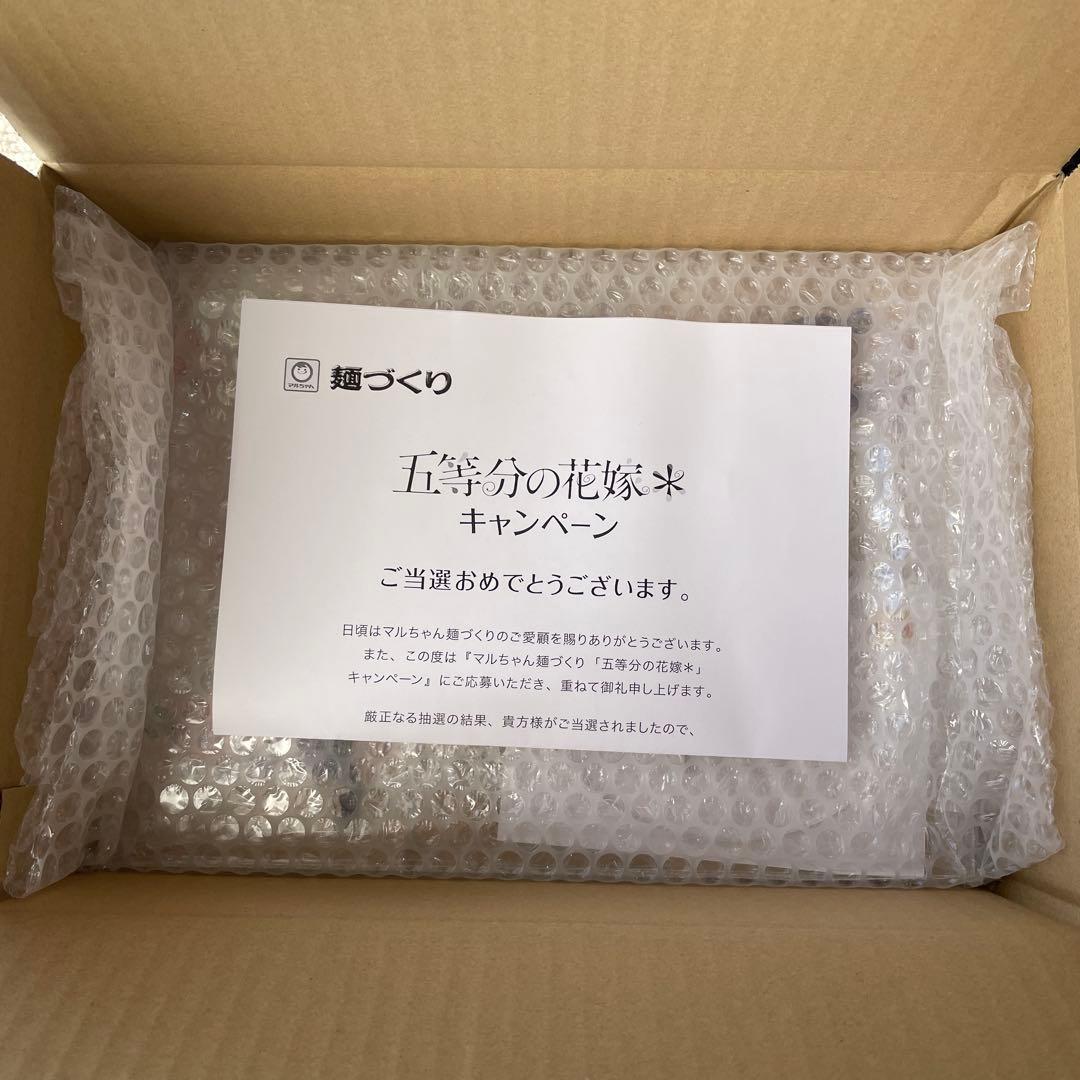 マルちゃん 麺づくり
五等分の花嫁＊
キャンペーン
ご当選おめでとうございます。
日頃はマルちゃん麺づくりのご愛顧を賜りありがとうございます。
また、この度は『マルちゃん麺づくり「五等分の花嫁＊」
キャンペーン』にご応募いただき、重ねて御礼申し上げます。
厳正なる抽選の結果、貴方様がご当選されましたので、